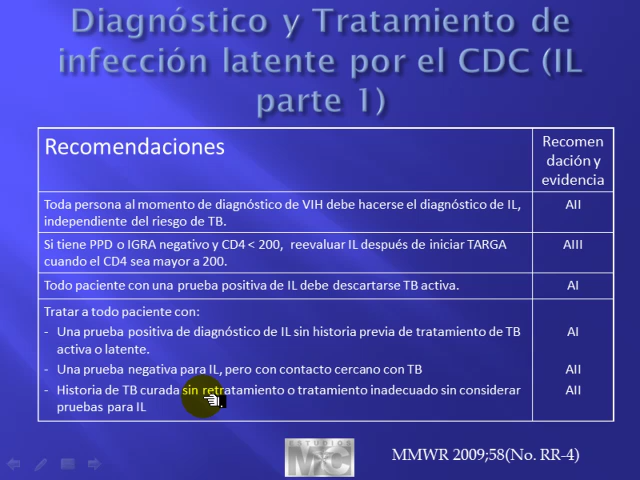 Diagnóstico y Tratamiento de
infección latente por el CDC (IL
parte 1)
Recomendaciones
Recomen
dación y
evidencia
Toda persona al momento de diagnóstico de VIH debe hacerse el diagnóstico de IL,
independiente del riesgo de TB.
AII
Si tiene PPD o IGRA negativo y CD4 < 200, reevaluar IL después de iniciar TARGA
cuando el CD4 sea mayor a 200.
AIII
Todo paciente con una prueba positiva de IL debe descartarse TB activa.
AI
Tratar a todo paciente con:
- Una prueba positiva de diagnóstico de IL sin historia previa de tratamiento de TB
activa o latente.
AI
- Una prueba negativa para IL, pero con contacto cercano con TB
AII
- Historia de TB curada sin retratamiento o tratamiento inadecuado sin considerar
pruebas para IL
AII
ESTUDIOS
MC
MMWR 2009;58(No. RR-4)